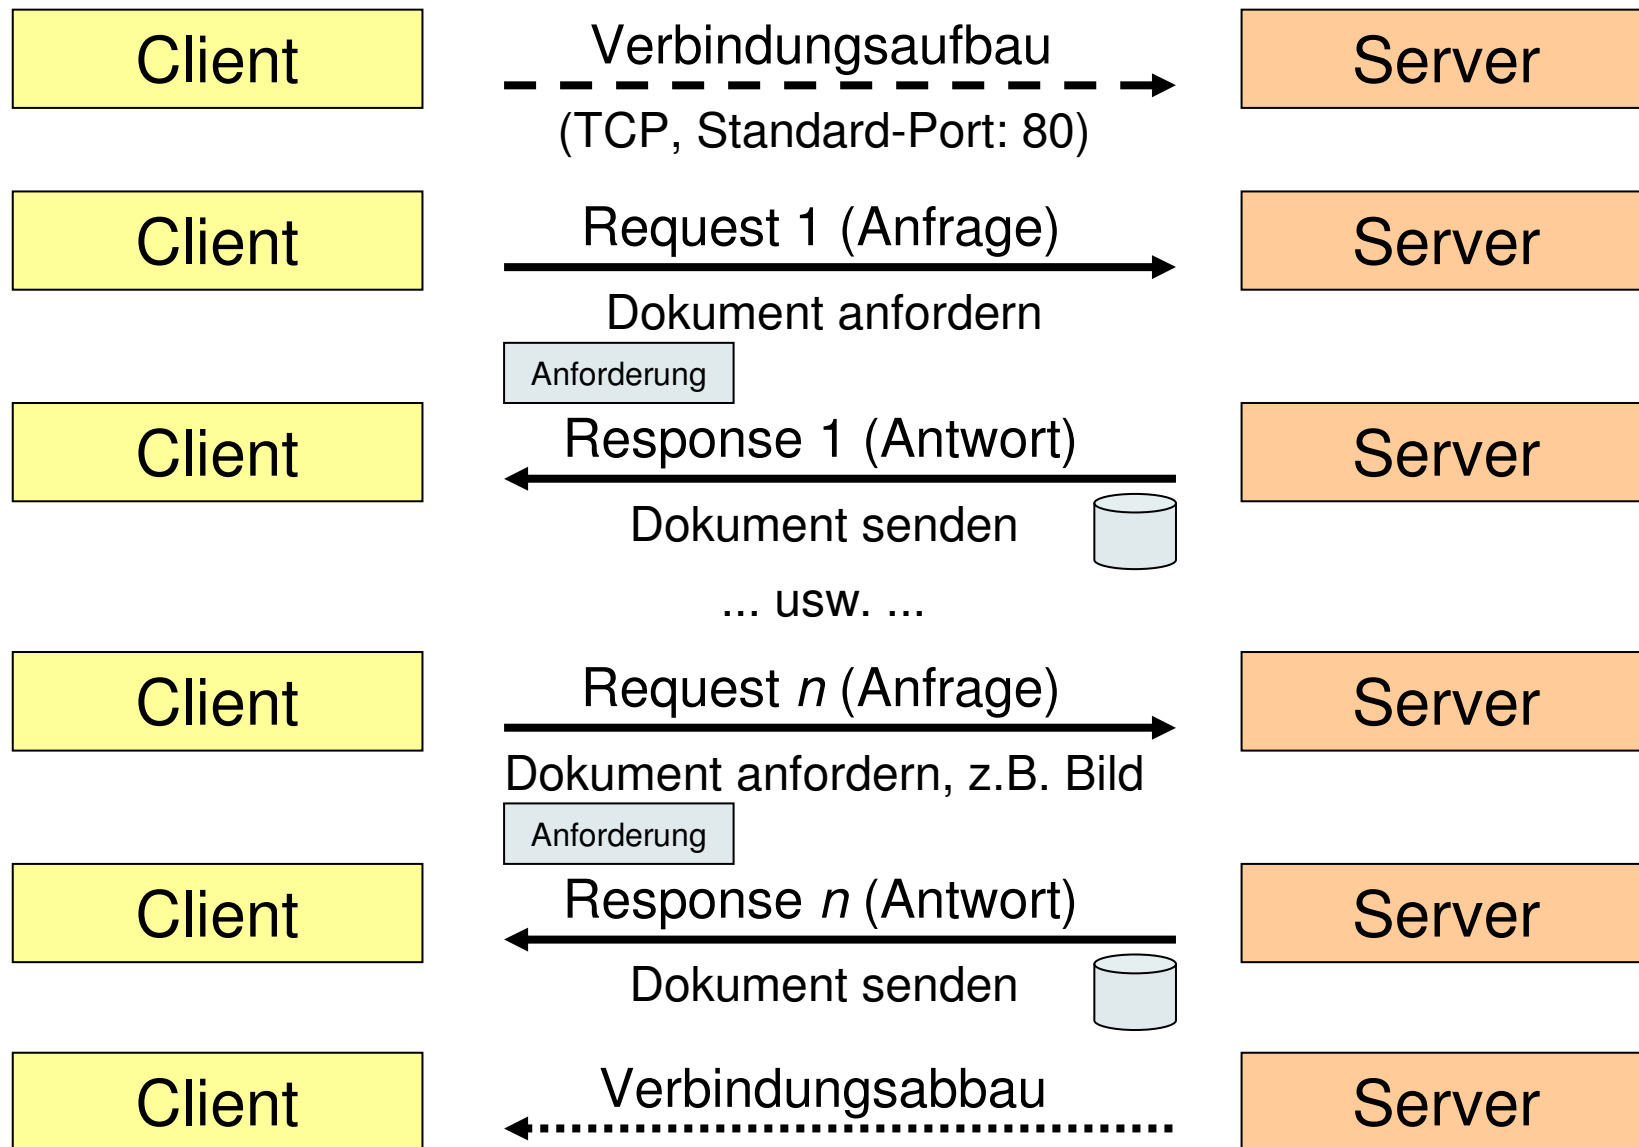 Client
Verbindungsaufbau
Server
(TCP, Standard-Port: 80)
Client
Request 1 (Anfrage)
Server
Dokument anfordern
Anforderung
Client
Response 1 (Antwort)
Server
Dokument senden
... usw. ...
Client
Request n (Anfrage)
Server
Dokument anfordern, z.B. Bild
Anforderung
Client
Response n (Antwort)
Server
Dokument senden
Client
Verbindungsabbau
Server